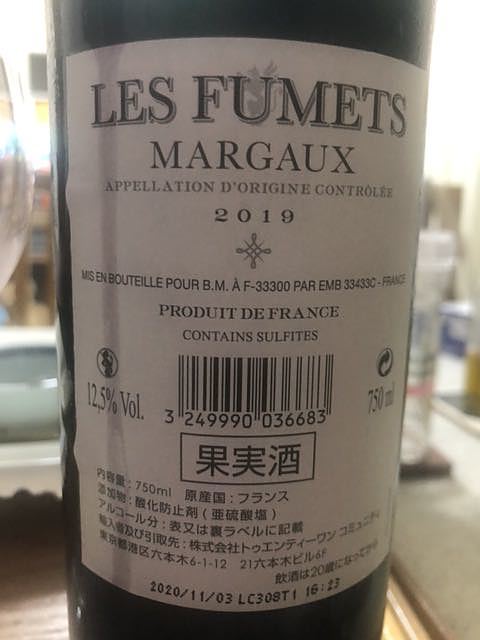 LES FUMETS
MARGAUX
APPELLATION D'ORIGINE CONTRÔLÉE
2019
MIS EN BOUTEILLE POUR B.M. À F-33300 PAR EMB 33433C - FRANCE
PRODUIT DE FRANCE
CONTAINS SULFITES
12,5% Vol.
750 ml
3 249990 036683
果実酒
内容量:750ml 原産国:フランス
添加物:酸化防止剤(亜硫酸塩)
アルコール分:表又は裏ラベルに記載
輸入者及び引取先:株式会社トゥエンティーワン コミュニティ
東京都港区六本木6-1-12 21六本木ビル6F
飲酒は20歳になってから
2020/11/03 LC308T1 16:23